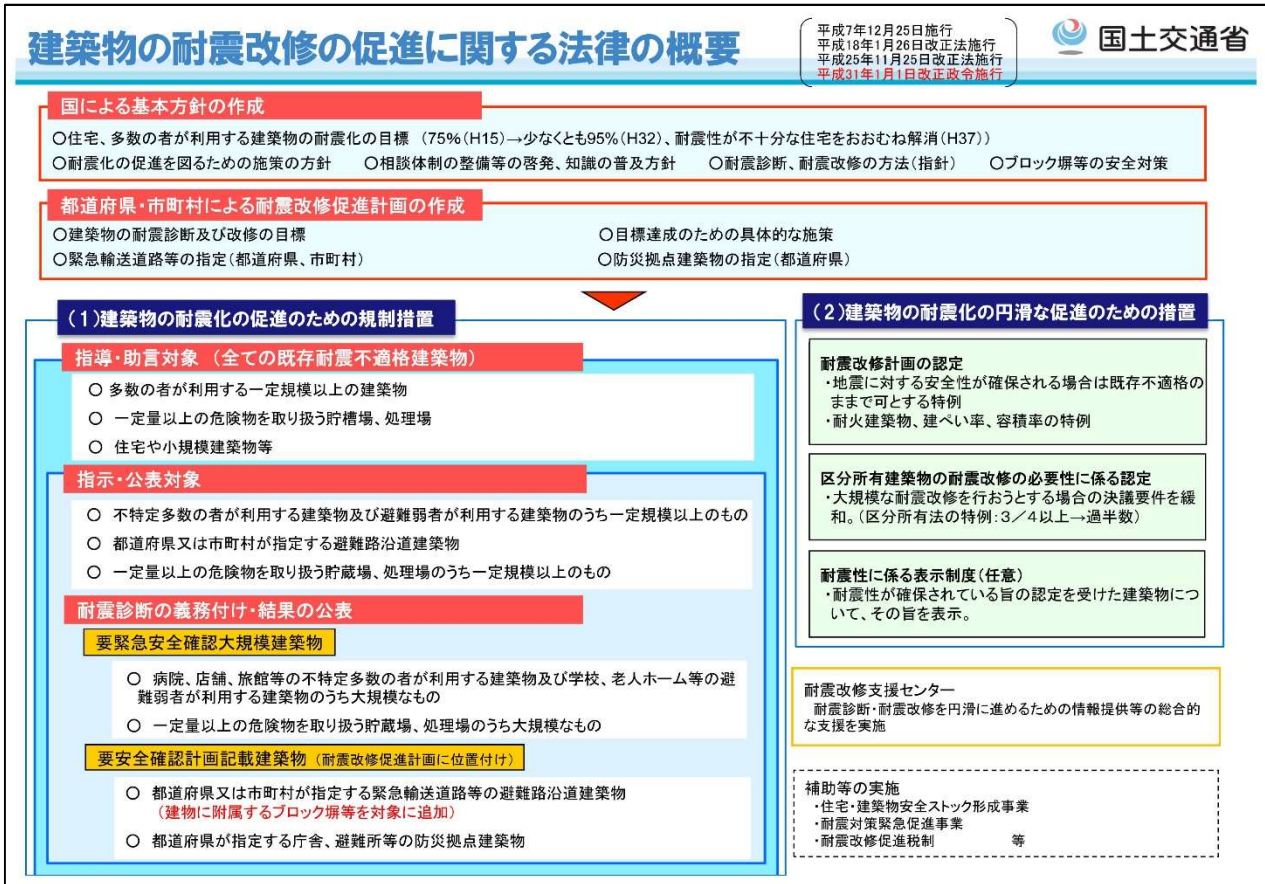 建築物の耐震改修の促進に関する法律の概要
平成7年12月25日施行
平成18年1月26日改正法施行
平成25年11月25日改正法施行
平成31年1月1日改正政令施行
国土交通省
国による基本方針の作成
○住宅、多数の者が利用する建築物の耐震化の目標 (75%(H15)→少なくとも95%(H32)、耐震性が不十分な住宅をおおむね解消(H37))
○耐震化の促進を図るための施策の方針 ○相談体制の整備等の啓発、知識の普及方針 ○耐震診断、耐震改修の方法(指針) ○ブロック塀等の安全対策
都道府県・市町村による耐震改修促進計画の作成
○建築物の耐震診断及び改修の目標 ○目標達成のための具体的な施策
○緊急輸送道路等の指定(都道府県、市町村) ○防災拠点建築物の指定(都道府県)
(1)建築物の耐震化の促進のための規制措置
指導・助言対象 (全ての既存耐震不適格建築物)
○ 多数の者が利用する一定規模以上の建築物
○ 一定量以上の危険物を取り扱う貯槽場、処理場
○ 住宅や小規模建築物等
指示・公表対象
○ 不特定多数の者が利用する建築物及び避難弱者が利用する建築物のうち一定規模以上のもの
○ 都道府県又は市町村が指定する避難路沿道建築物
○ 一定量以上の危険物を取り扱う貯蔵場、処理場のうち一定規模以上のもの
耐震診断の義務付け・結果の公表
要緊急安全確認大規模建築物
○ 病院、店舗、旅館等の不特定多数の者が利用する建築物及び学校、老人ホーム等の避
難弱者が利用する建築物のうち大規模なもの
○ 一定量以上の危険物を取り扱う貯蔵場、処理場のうち大規模なもの
要安全確認計画記載建築物 (耐震改修促進計画に位置付け)
○ 都道府県又は市町村が指定する緊急輸送道路等の避難路沿道建築物
(建物に附属するブロック塀等を対象に追加)
○ 都道府県が指定する庁舎、避難所等の防災拠点建築物
(2)建築物の耐震化の円滑な促進のための措置
耐震改修計画の認定
・地震に対する安全性が確保される場合は既存不適格の
ままで可とする特例
・耐火建築物、建ぺい率、容積率の特例
区分所有建築物の耐震改修の必要性に係る認定
・大規模な耐震改修を行おうとする場合の決議要件を緩
和。(区分所有法の特例:3/4以上→過半数)
耐震性に係る表示制度(任意)
・耐震性が確保されている旨の認定を受けた建築物につ
いて、その旨を表示。
耐震改修支援センター
耐震診断・耐震改修を円滑に進めるための情報提供等の総合的
な支援を実施
補助等の実施
・住宅・建築物安全ストック形成事業
・耐震対策緊急促進事業
・耐震改修促進税制 等